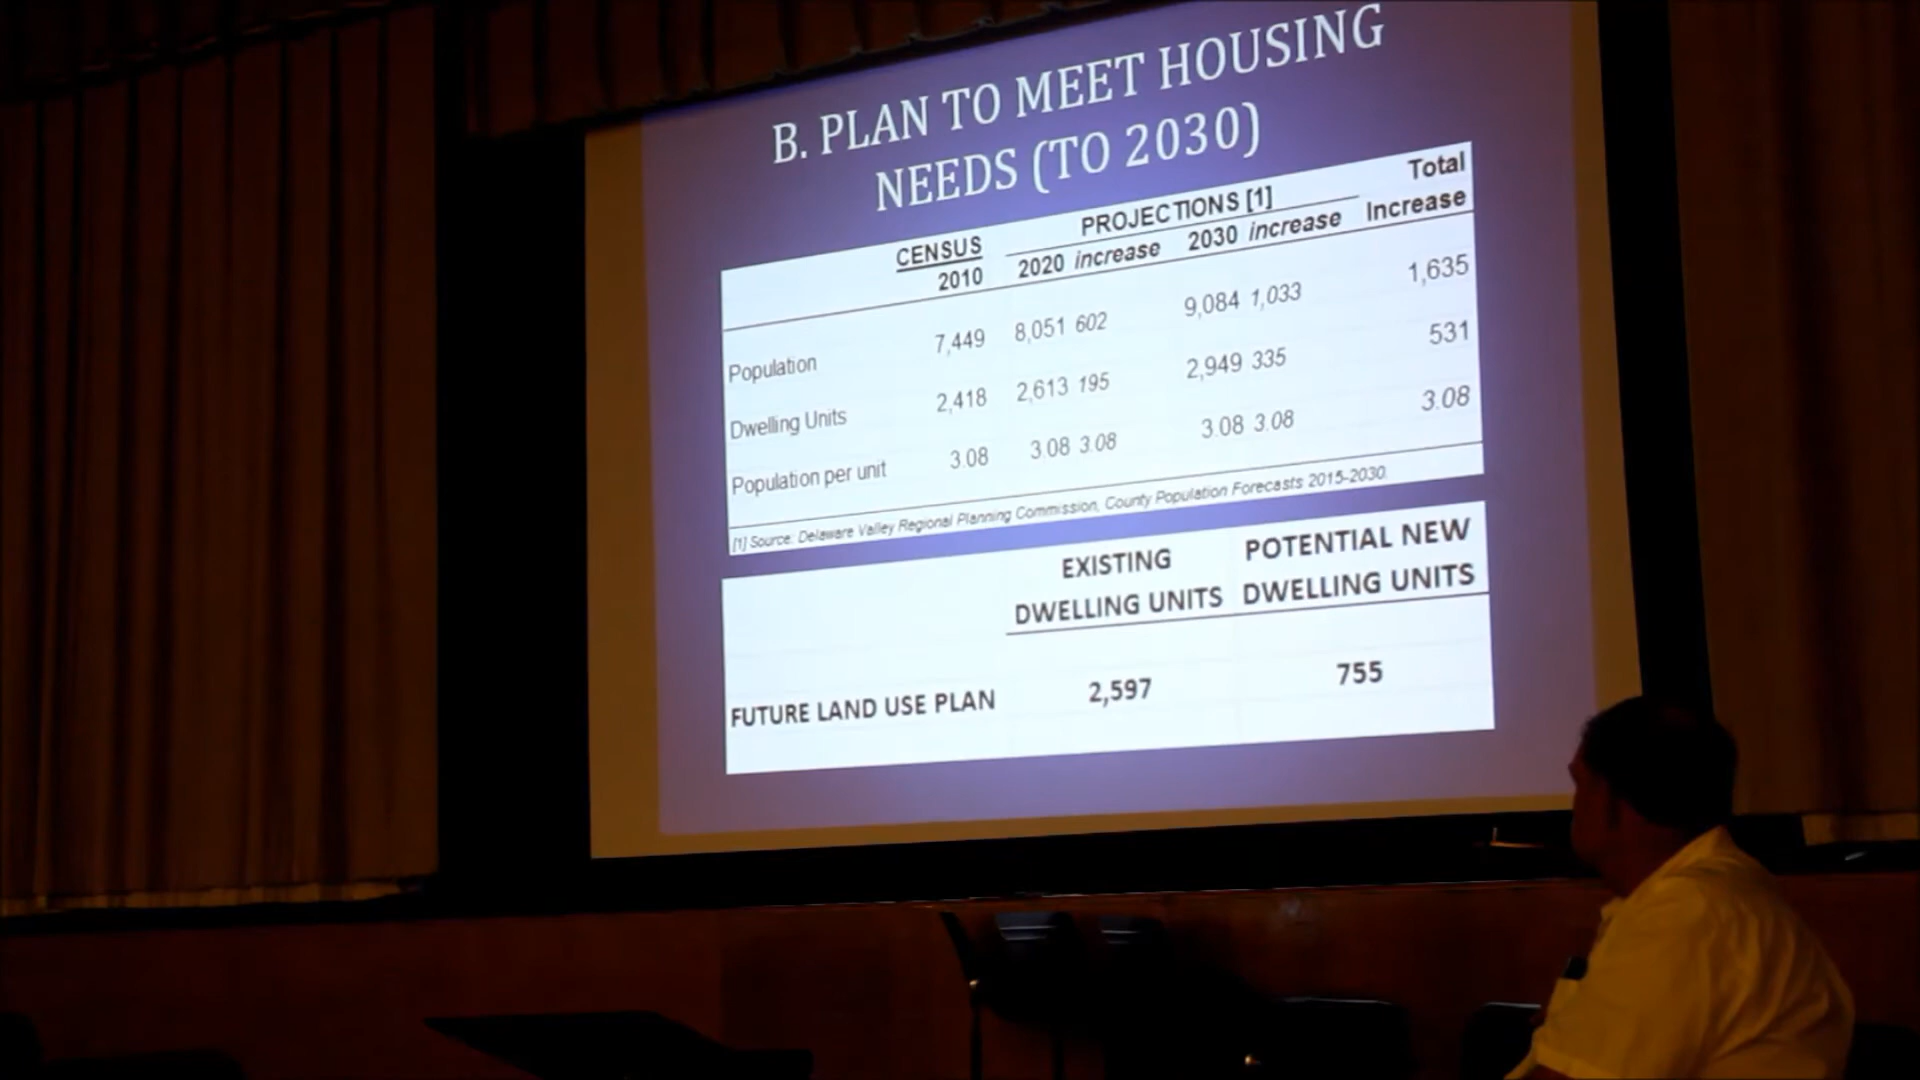 B. PLAN TO MEET HOUSING
NEEDS (TO 2030)
CENSUS PROJECTIONS [1] Total
2010 2020 increase 2030 increase Increase
Population 7,449 8,051 602 9,084 1,033 1,635
Dwelling Units 2,418 2,613 195 2,949 335 531
Population per unit 3.08 3.08 3.08 3.08 3.08 3.08
[1] Source: Delaware Valley Regional Planning Commission, County Population Forecasts 2015-2030.
EXISTING POTENTIAL NEW
DWELLING UNITS DWELLING UNITS
FUTURE LAND USE PLAN 2,597 755